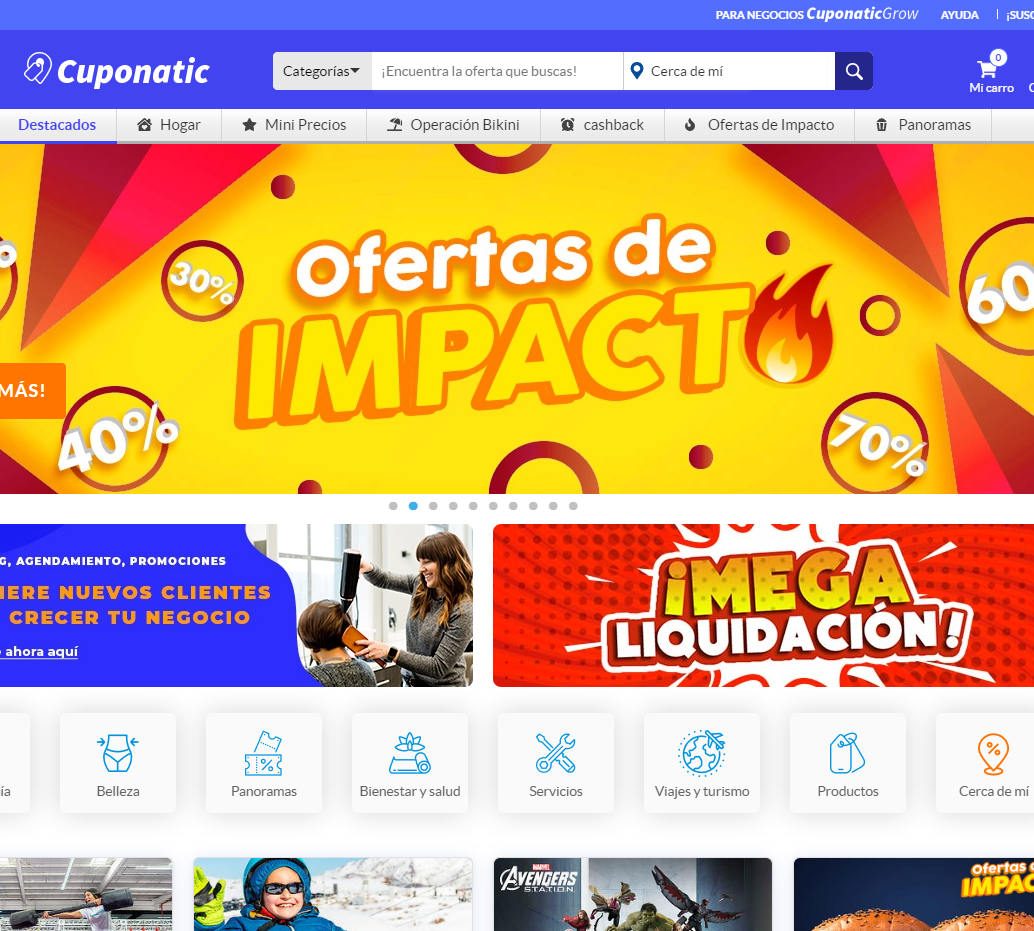 PARA NEGOCIOS CuponaticGrow AYUDA ¡SUSC
Cuponatic
Categorías ¡Encuentra la oferta que buscas! Cerca de mí
0
Mi carro
Destacados Hogar Mini Precios Operación Bikini cashback Ofertas de Impacto Panoramas
ofertas de
IMPACTO
30%
60
MÁS!
40%
70%
G, AGENDAMIENTO, PROMOCIONES
IERE NUEVOS CLIENTES
CRECER TU NEGOCIO
ahora aquí
¡MEGA
LIQUIDACIÓN!
ía Belleza Panoramas Bienestar y salud Servicios Viajes y turismo Productos Cerca de mí
MARVEL
AVENGERS
S.T.A.T.I.O.N.
ofertas d
IMPAC